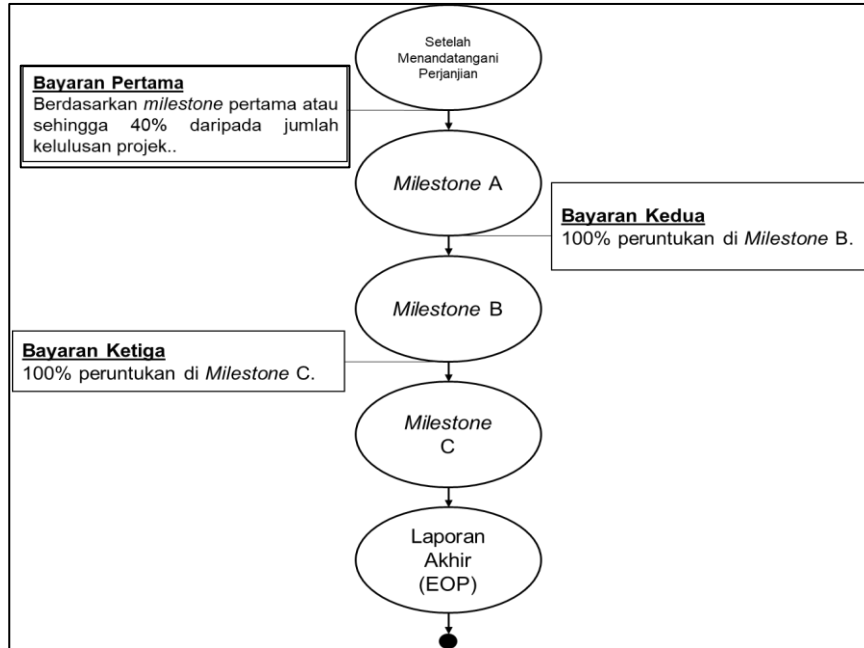 Setelah
Menandatangani
Perjanjian
Bayaran Pertama
Berdasarkan milestone pertama atau
sehingga 40% daripada jumlah
kelulusan projek..
Milestone A
Bayaran Kedua
100% peruntukan di Milestone B.
Milestone B
Bayaran Ketiga
100% peruntukan di Milestone C.
Milestone
C
Laporan
Akhir
(EOP)